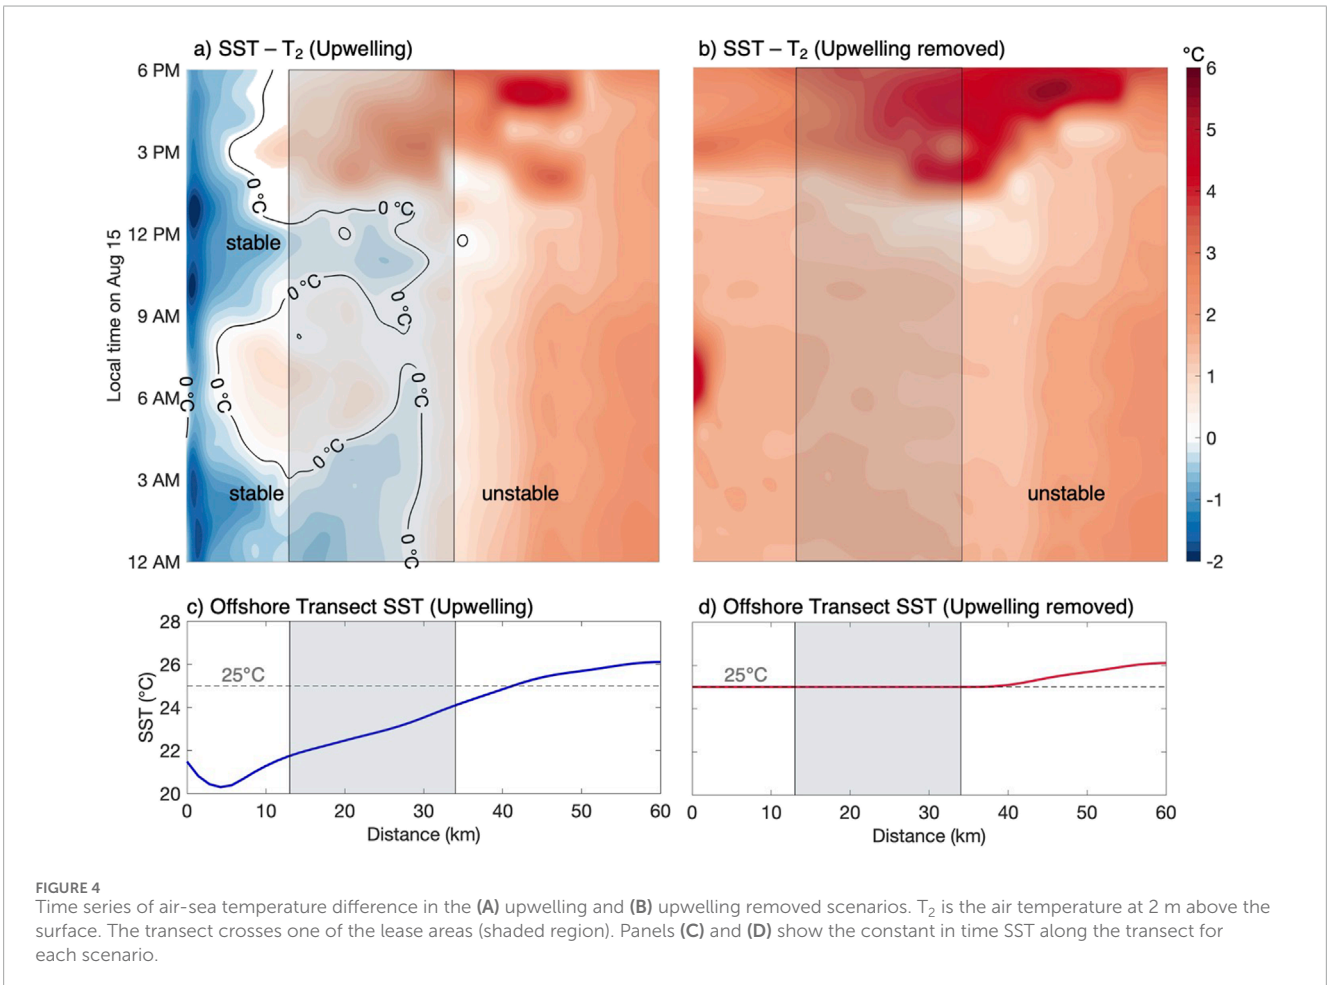 a) SST – T2 (Upwelling)
b) SST – T2 (Upwelling removed)
°C
6 PM
3 PM
12 PM
9 AM
6 AM
3 AM
12 AM
Local time on Aug 15
0 °C
0 °C
stable
0 °C
0 °C
0 °C
0 °C
0 °C
0 °C
stable
0 °C
unstable
unstable
6
5
4
3
2
1
0
-1
-2
c) Offshore Transect SST (Upwelling)
28
26
24
22
20
SST (°C)
25°C
0 10 20 30 40 50 60
Distance (km)
d) Offshore Transect SST (Upwelling removed)
25°C
0 10 20 30 40 50 60
Distance (km)
FIGURE 4
Time series of air-sea temperature difference in the (A) upwelling and (B) upwelling removed scenarios. T2 is the air temperature at 2 m above the
surface. The transect crosses one of the lease areas (shaded region). Panels (C) and (D) show the constant in time SST along the transect for
each scenario.